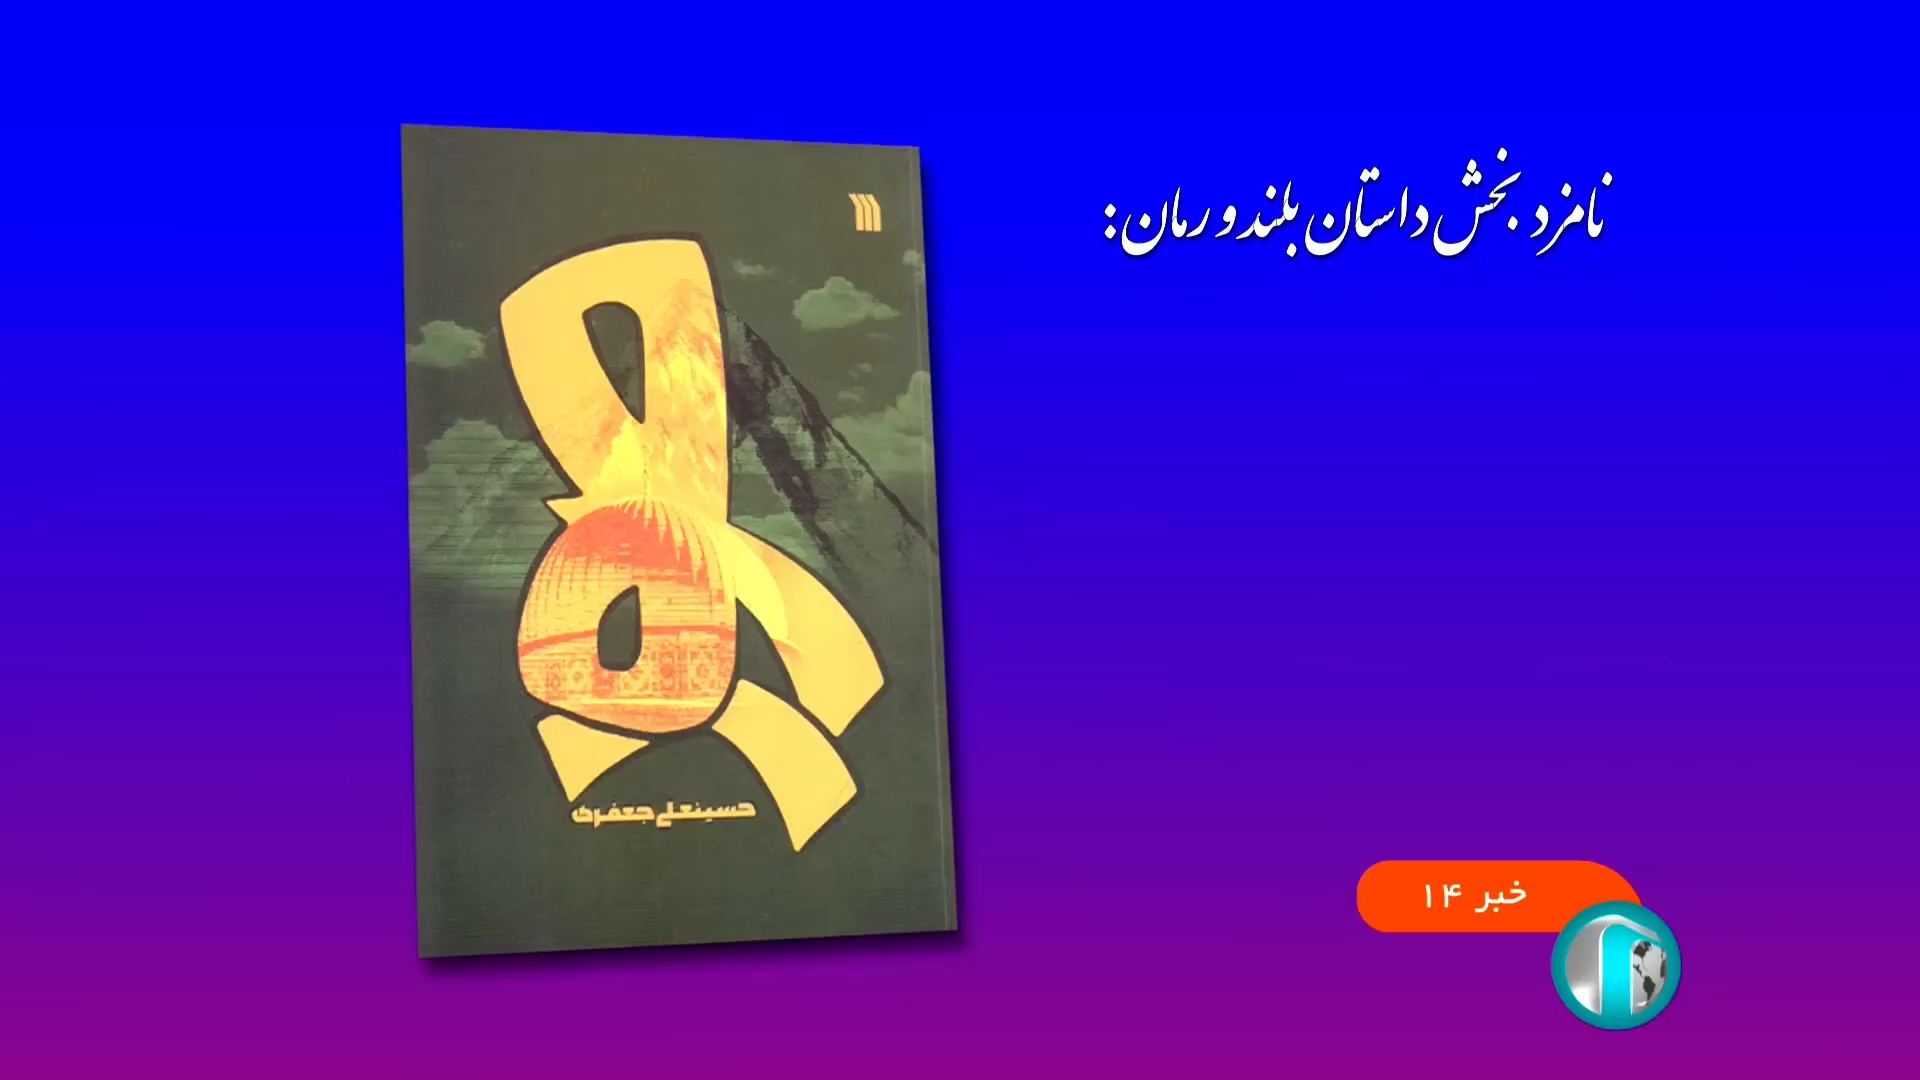 نامزد بخش داستان بلند و رمان:
حسینعلی جعفری
خبر ۱۴